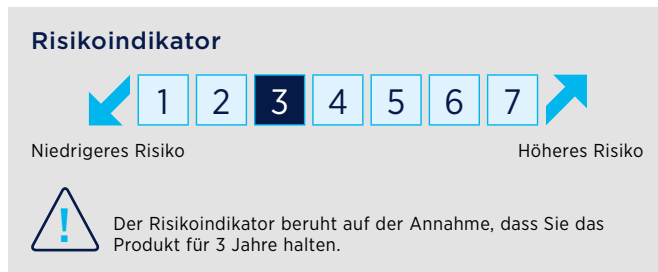 Risikoindikator
1 2 3 4 5 6 7
Niedrigeres Risiko Höheres Risiko
!
Der Risikoindikator beruht auf der Annahme, dass Sie das
Produkt für 3 Jahre halten.